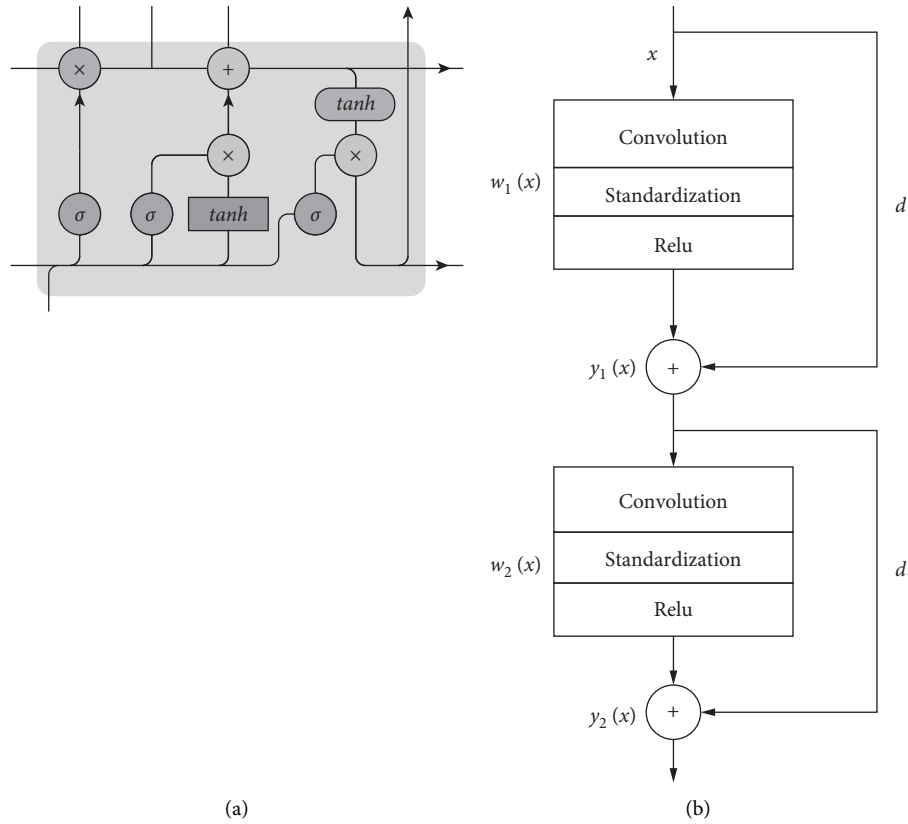 × + tanh
× ×
σ σ tanh σ
(a)
x
Convolution
w1 (x)
Standardization
Relu
d
y1 (x) +
Convolution
Standardization
w2 (x)
d
Relu
y2 (x) +
(b)